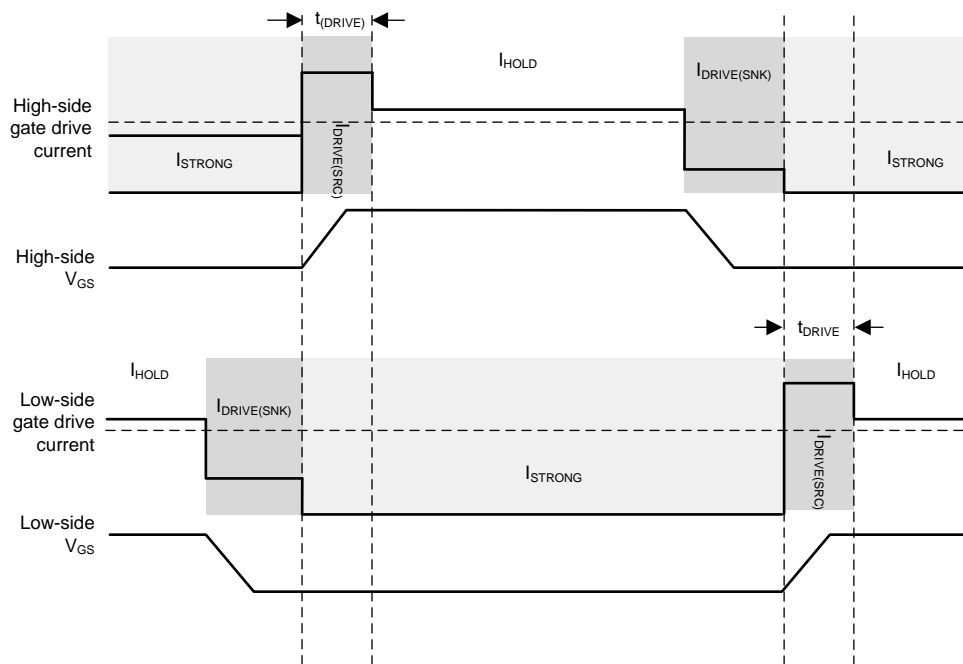 t(DRIVE)
IHOLD
IDRIVE(SNK)
High-side
gate drive
current
ISTRONG
IDRIVE(SRC)
ISTRONG
High-side
VGS
tDRIVE
IHOLD
IHOLD
Low-side
gate drive
current
IDRIVE(SNK)
ISTRONG
IDRIVE(SRC)
Low-side
VGS